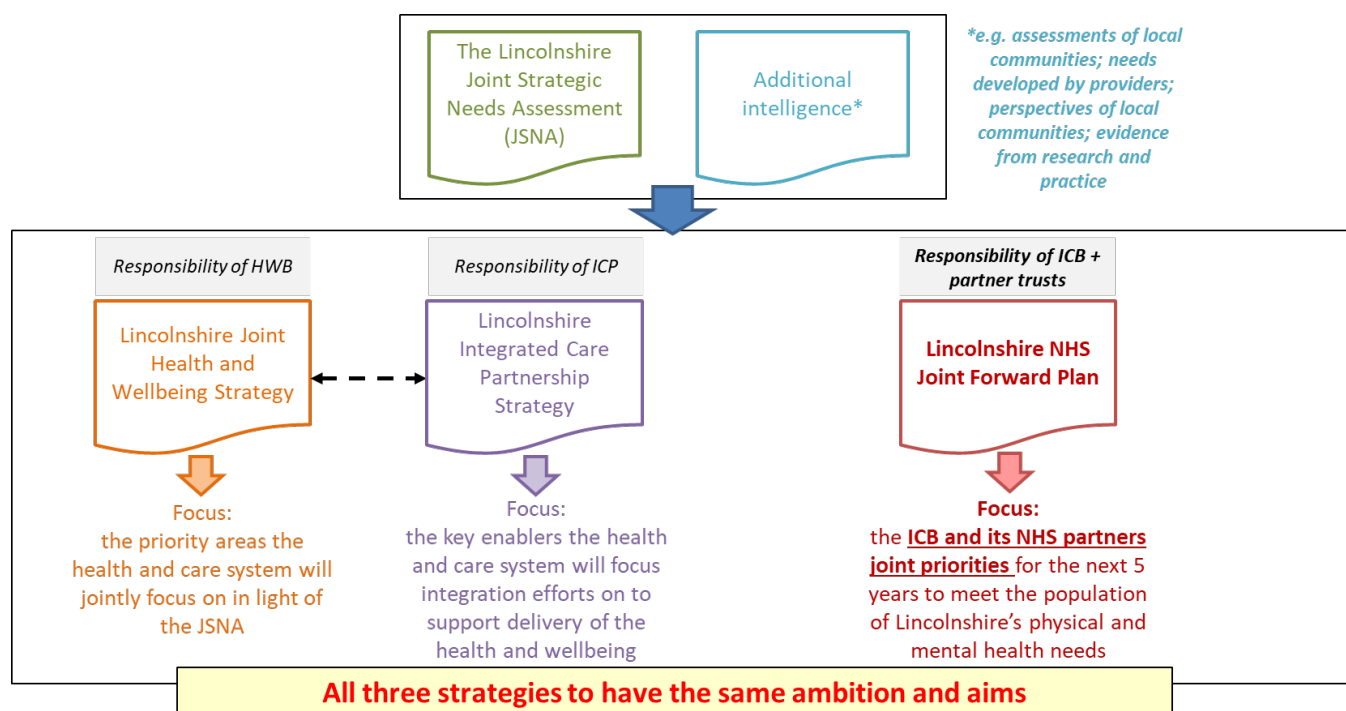 The Lincolnshire
Joint Strategic
Needs Assessment
(JSNA)
Additional
intelligence*
*e.g. assessments of local
communities; needs
developed by providers;
perspectives of local
communities; evidence
from research and
practice
Responsibility of HWB
Lincolnshire Joint
Health and
Wellbeing Strategy
Focus:
the priority areas the
health and care system will
jointly focus on in light of
the JSNA
Responsibility of ICP
Lincolnshire
Integrated Care
Partnership
Strategy
Focus:
the key enablers the health
and care system will focus
integration efforts on to
support delivery of the
health and wellbeing
Responsibility of ICB +
partner trusts
Lincolnshire NHS
Joint Forward Plan
Focus:
the ICB and its NHS partners
joint priorities for the next 5
years to meet the population
of Lincolnshire’s physical and
mental health needs
All three strategies to have the same ambition and aims